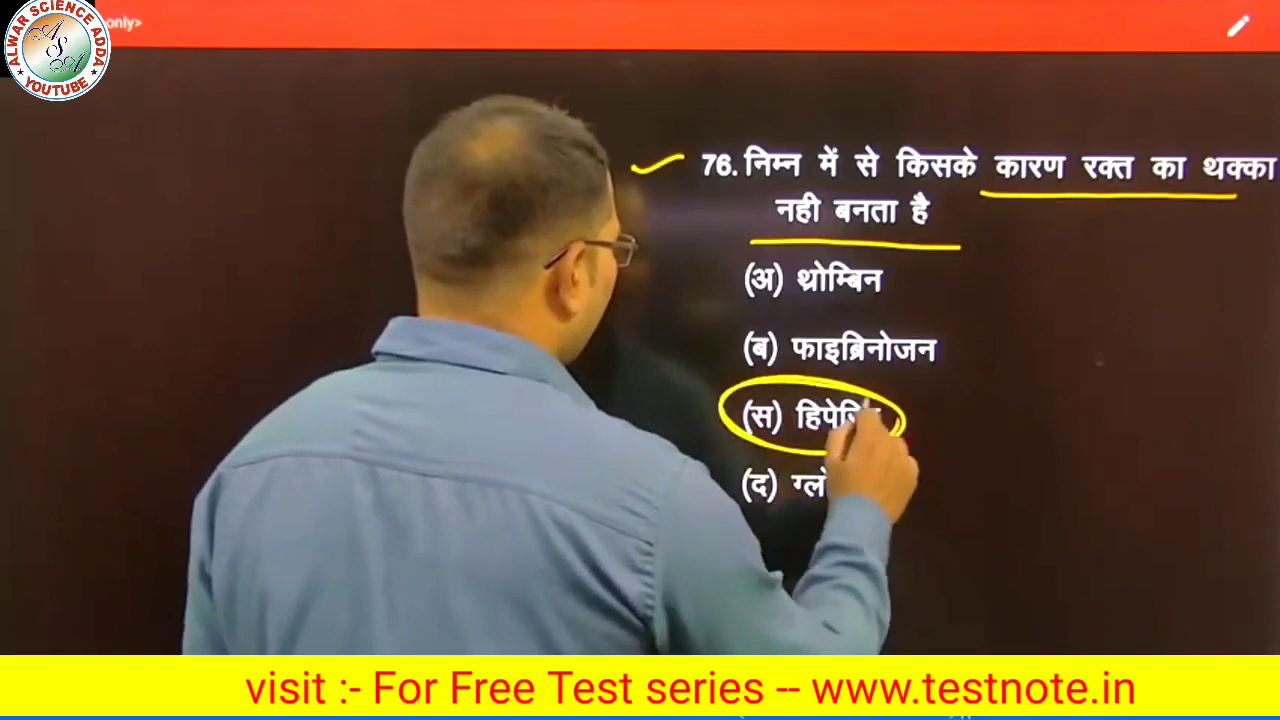 ALWAR SCIENCE ADDA
ASA
YOUTUBE
only>
76. निम्न में से किसके कारण रक्त का थक्का
नही बनता है
(अ) थ्रोम्बिन
(ब) फाइब्रिनोजन
(स)
(द)
visit :- For Free Test series -- www.testnote.in